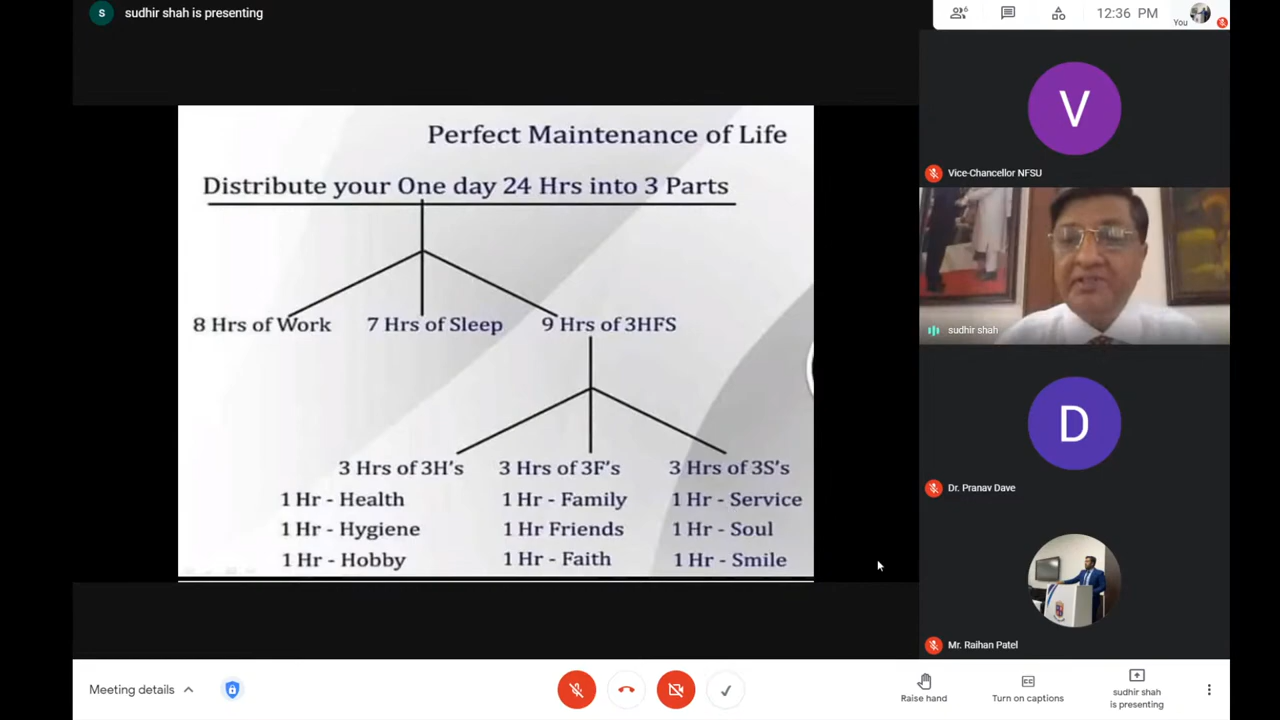 S sudhir shah is presenting
6 12:36 PM
You
Perfect Maintenance of Life
Distribute your One day 24 Hrs into 3 Parts
8 Hrs of Work 7 Hrs of Sleep 9 Hrs of 3HFS
3 Hrs of 3H's 3 Hrs of 3F's 3 Hrs of 3S's
1 Hr - Health 1 Hr - Family 1 Hr - Service
1 Hr - Hygiene 1 Hr Friends 1 Hr - Soul
1 Hr - Hobby 1 Hr - Faith 1 Hr - Smile
V
Vice-Chancellor NFSU
sudhir shah
D
Dr. Pranav Dave
Mr. Raihan Patel
Meeting details
Raise hand
Turn on captions
sudhir shah
is presenting